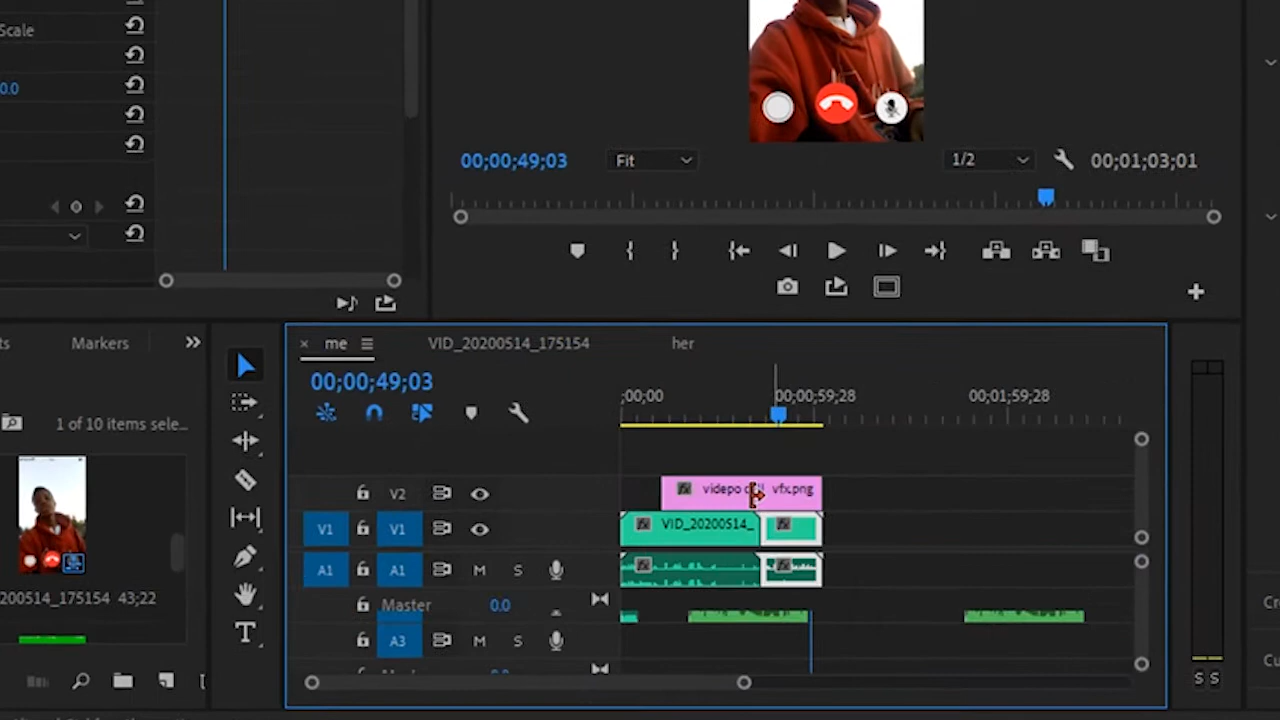 Scale
0.0
00;00;49;03
Fit
1/2
00;01;03;01
Markers
1 of 10 items sele...
200514_175154 43;22
me
VID_20200514_175154
her
00;00;49;03
;00;00
00;00;59;28
00;01;59;28
V2
vfx.png
V1
V1
VID_20200514_
A1
A1
M
S
Master
0.0
A3
M
S
S S